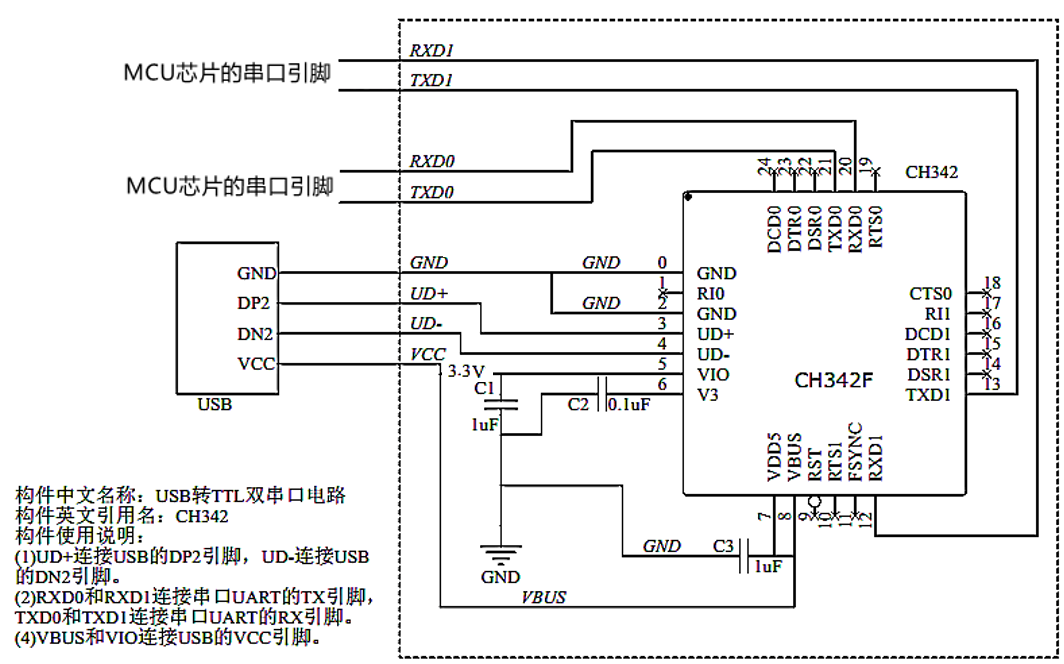 RXD1
MCU芯片的串口引脚
TXD1
RXD0
MCU芯片的串口引脚
TXD0
24
23
22
21
20
19
CH342
DCD0
DTR0
DSR0
TXD0
RXD0
RTS0
GND
GND
GND
0
GND
1
RI0
CTS0
18
DP2
UD+
GND
2
GND
RI1
17
3
UD+
DCD1
16
DN2
UD-
4
UD-
DTR1
15
VCC
VCC
3.3V
5
VIO
DSR1
14
C1
6
V3
CH342F
TXD1
13
USB
C2
0.1uF
1uF
VDD5
VBUS
RST
RTS1
FSYNC
RXD1
7
8
9
10
11
12
GND
C3
1uF
GND
VBUS
构件中文名称：USB转TTL双串口电路
构件英文引用名：CH342
构件使用说明：
(1)UD+连接USB的DP2引脚，UD-连接USB
的DN2引脚。
(2)RXD0和RXD1连接串口UART的TX引脚，
TXD0和TXD1连接串口UART的RX引脚。
(4)VBUS和VIO连接USB的VCC引脚。